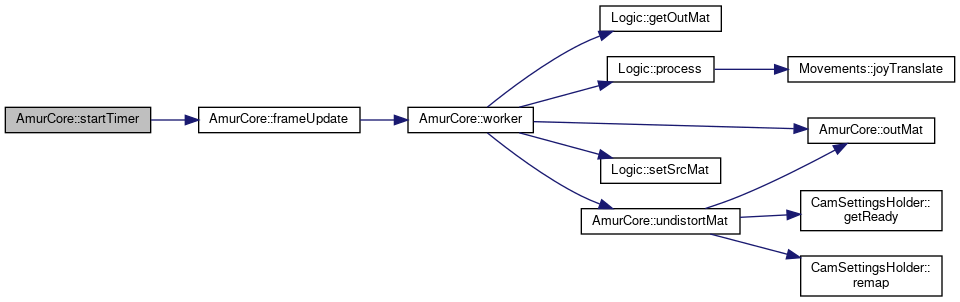 AmurCore::startTimer
AmurCore::frameUpdate
AmurCore::worker
Logic::getOutMat
Logic::process
Movements::joyTranslate
AmurCore::outMat
Logic::setSrcMat
AmurCore::undistortMat
CamSettingsHolder::
getReady
CamSettingsHolder::
remap